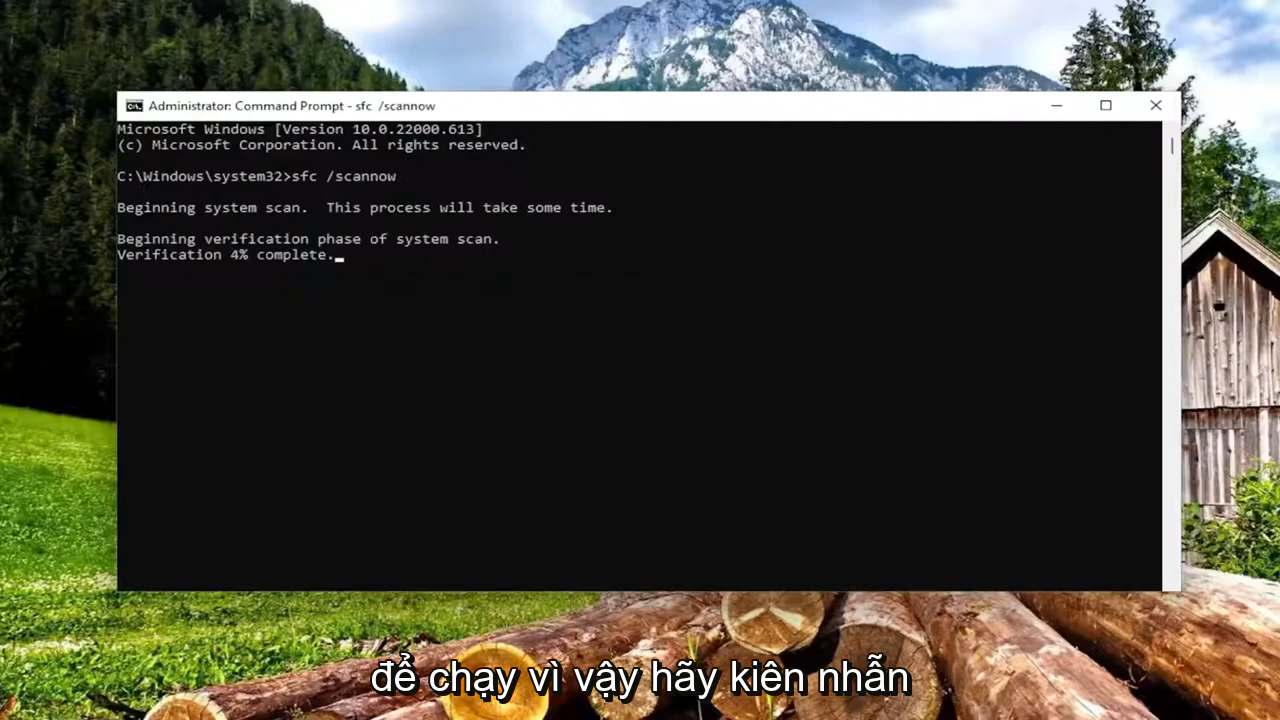 Administrator: Command Prompt - sfc  /scannow
Microsoft Windows [Version 10.0.22000.613]
(c) Microsoft Corporation. All rights reserved.
C:\Windows\system32>sfc /scannow
Beginning system scan.  This process will take some time.
Beginning verification phase of system scan.
Verification 4% complete.
để chạy vì vậy hãy kiên nhẫn